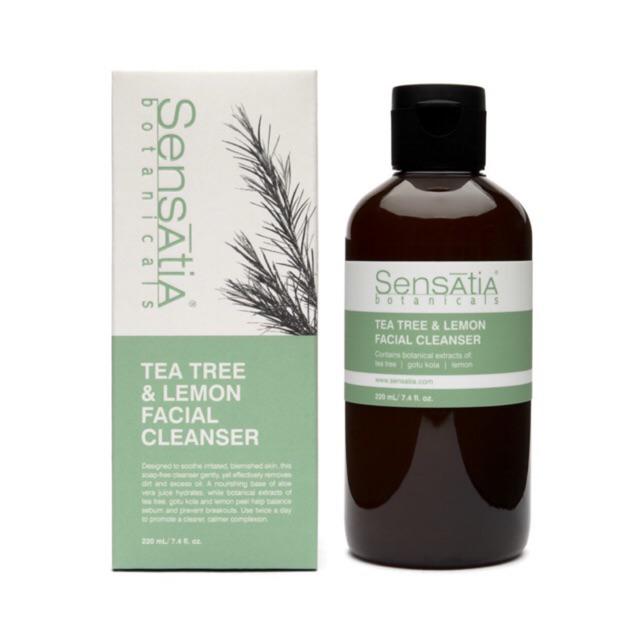 Sensatia®
botanicals
TEA TREE
& LEMON
FACIAL
CLEANSER
Designed to soothe irritated, blemished skin, this
soap-free cleanser gently, yet effectively removes
dirt and excess oil. A nourishing base of aloe
vera juice hydrates, while botanical extracts of
tea tree, gotu kola and lemon peel help balance
sebum and prevent breakouts. Use twice a day
to promote a clearer, calmer complexion.
220 mL/ 7.4 fl. oz.
Sensatia®
botanicals
TEA TREE & LEMON
FACIAL CLEANSER
Contains botanical extracts of:
tea tree | gotu kola | lemon
www.sensatia.com
220 mL/ 7.4 fl. oz.